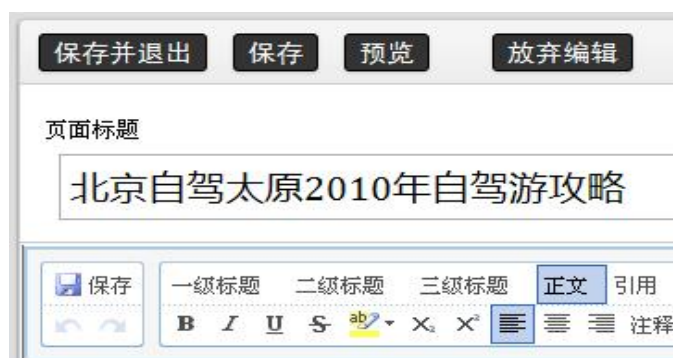 保存并退出 保存 预览 放弃编辑
页面标题
北京自驾太原2010年自驾游攻略
保存 一级标题 二级标题 三级标题 正文 引用
B I U S ab X₂ X² 注释